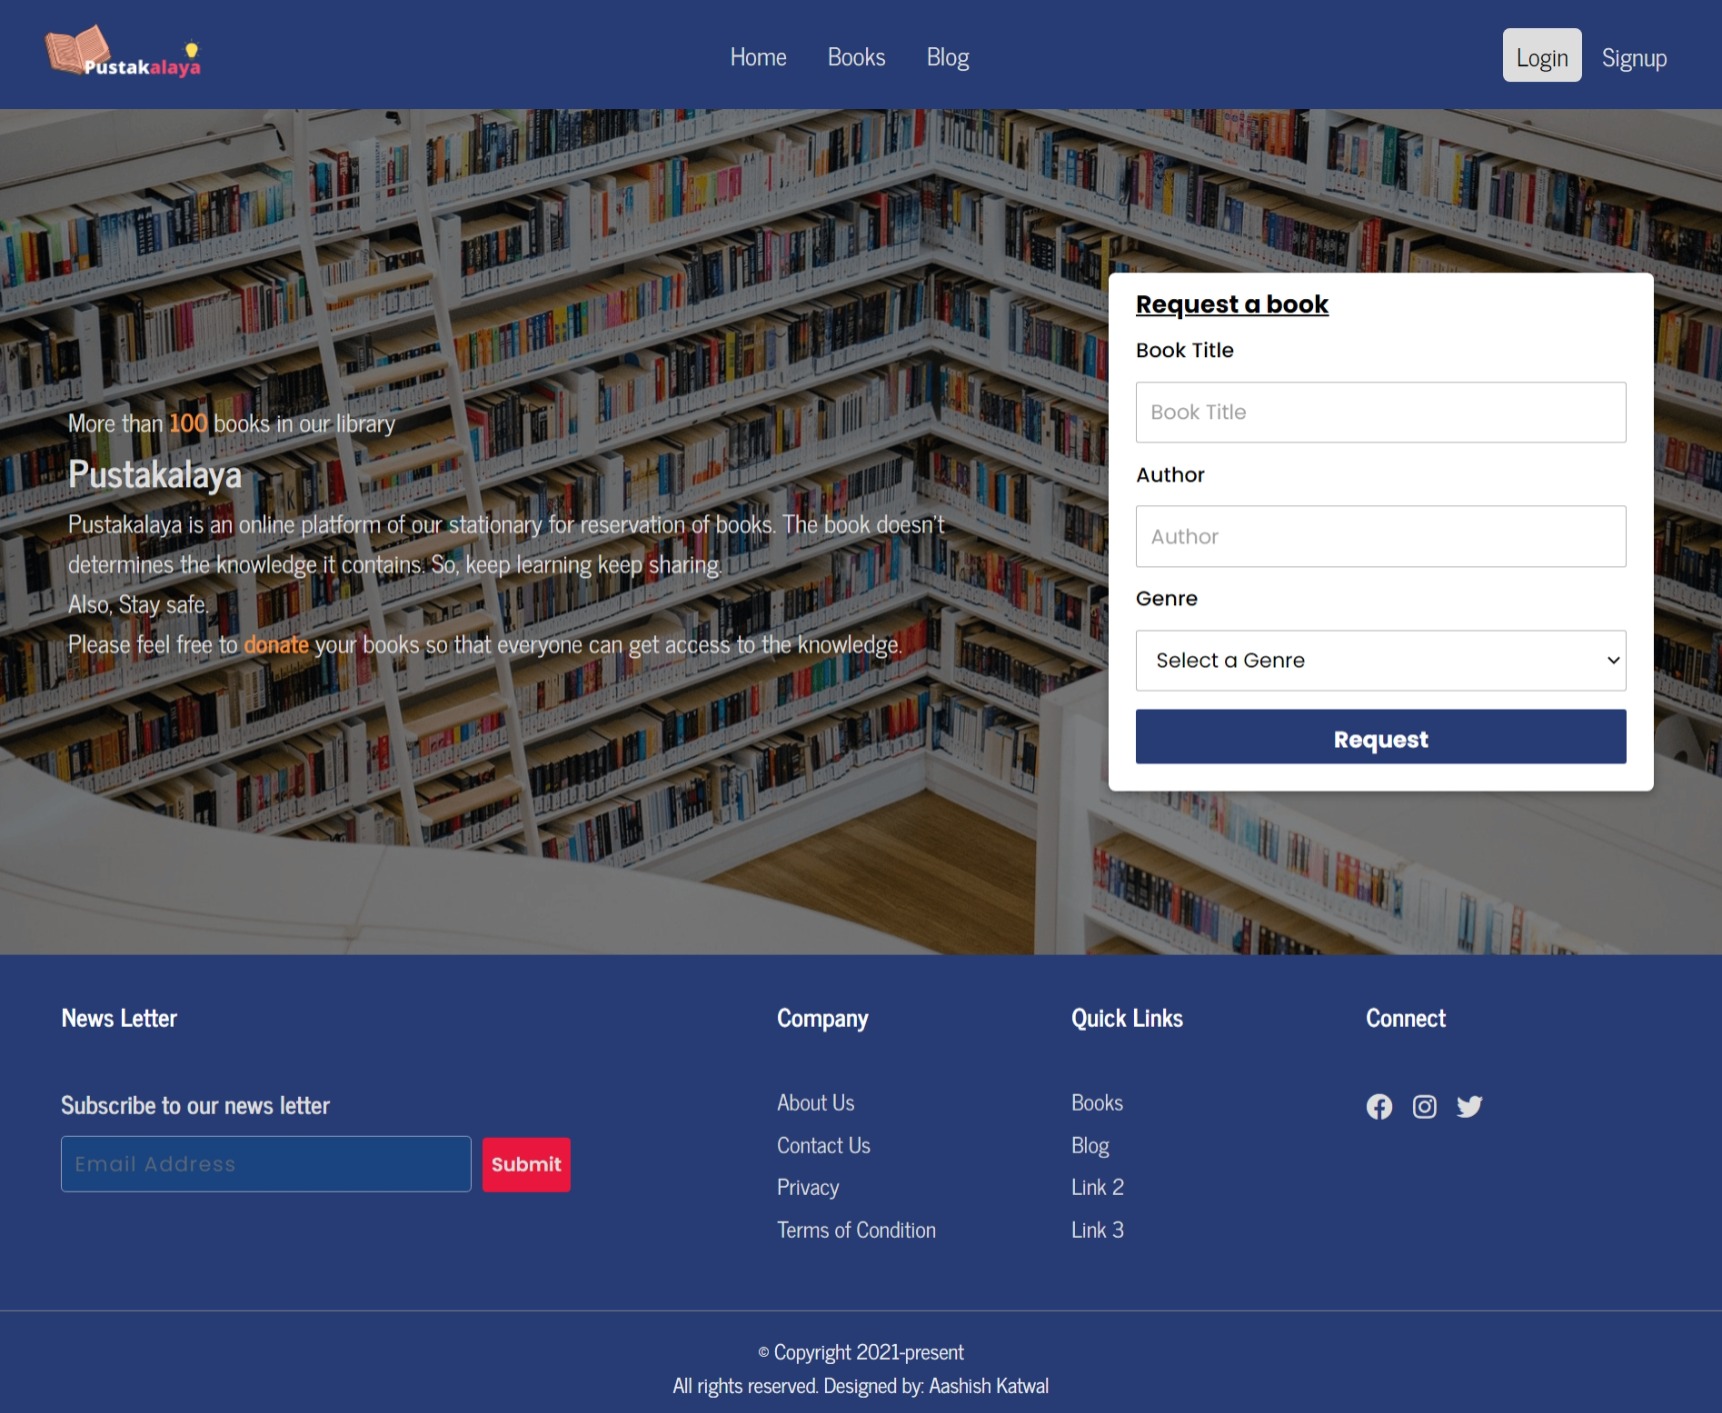 Pustakalaya
Home
Books
Blog
Login
Signup
More than 100 books in our library
Pustakalaya
Pustakalaya is an online platform of our stationary for reservation of books. The book doesn't
determines the knowledge it contains. So, keep learning keep sharing.
Also, Stay safe.
Please feel free to donate your books so that everyone can get access to the knowledge.
Request a book
Book Title
Book Title
Author
Author
Genre
Select a Genre
Request
News Letter
Subscribe to our news letter
Email Address
Submit
Company
About Us
Contact Us
Privacy
Terms of Condition
Quick Links
Books
Blog
Link 2
Link 3
Connect
© Copyright 2021-present
All rights reserved. Designed by: Aashish Katwal